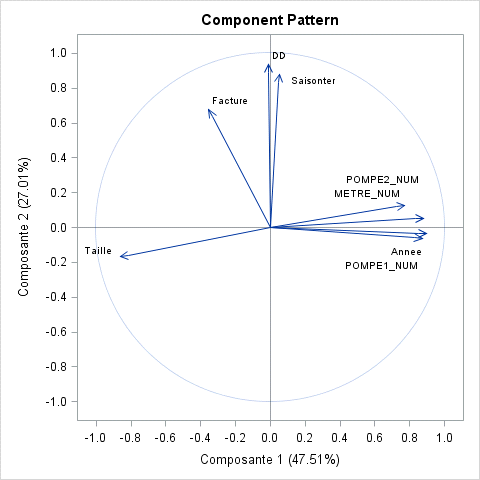 Component Pattern
1.0
DD
Saisonter
0.8
Facture
0.6
0.4
POMPE2_NUM
0.2
METRE_NUM
0.0
Taille
Annee
-0.2
POMPE1_NUM
-0.4
-0.6
-0.8
-1.0
-1.0 -0.8 -0.6 -0.4 -0.2 0.0 0.2 0.4 0.6 0.8 1.0
Composante 1 (47.51%)
Composante 2 (27.01%)